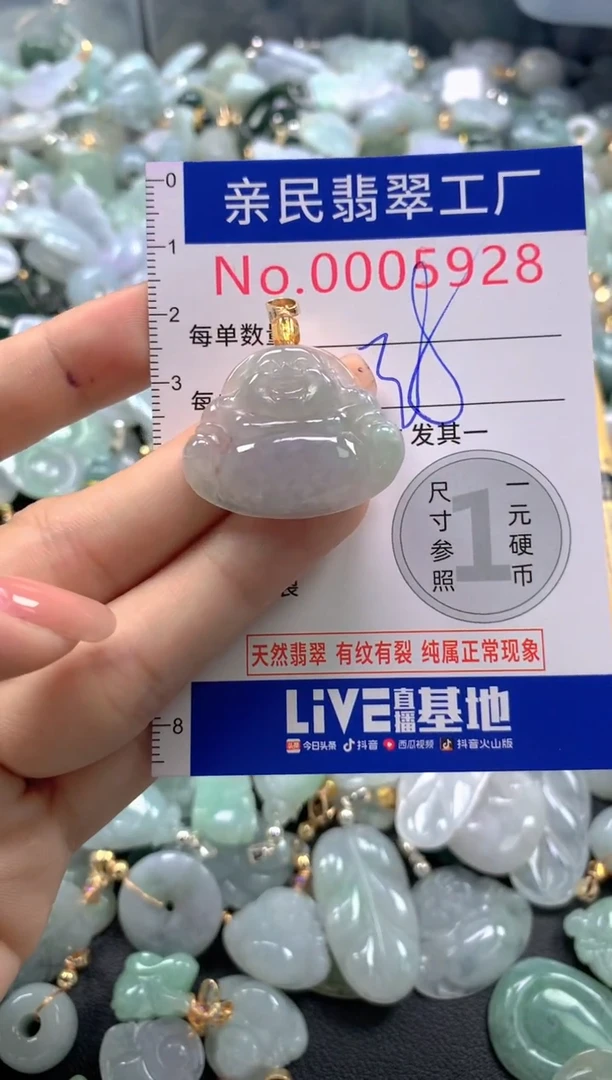 0
亲民翡翠工厂
1
No.0005928
2
每单数量
38
3
每
发其一
尺寸参照
1
一元硬币
天然翡翠 有纹有裂 纯属正常现象
LiVE直播基地
8
今日头条 抖音 西瓜视频 抖音火山版